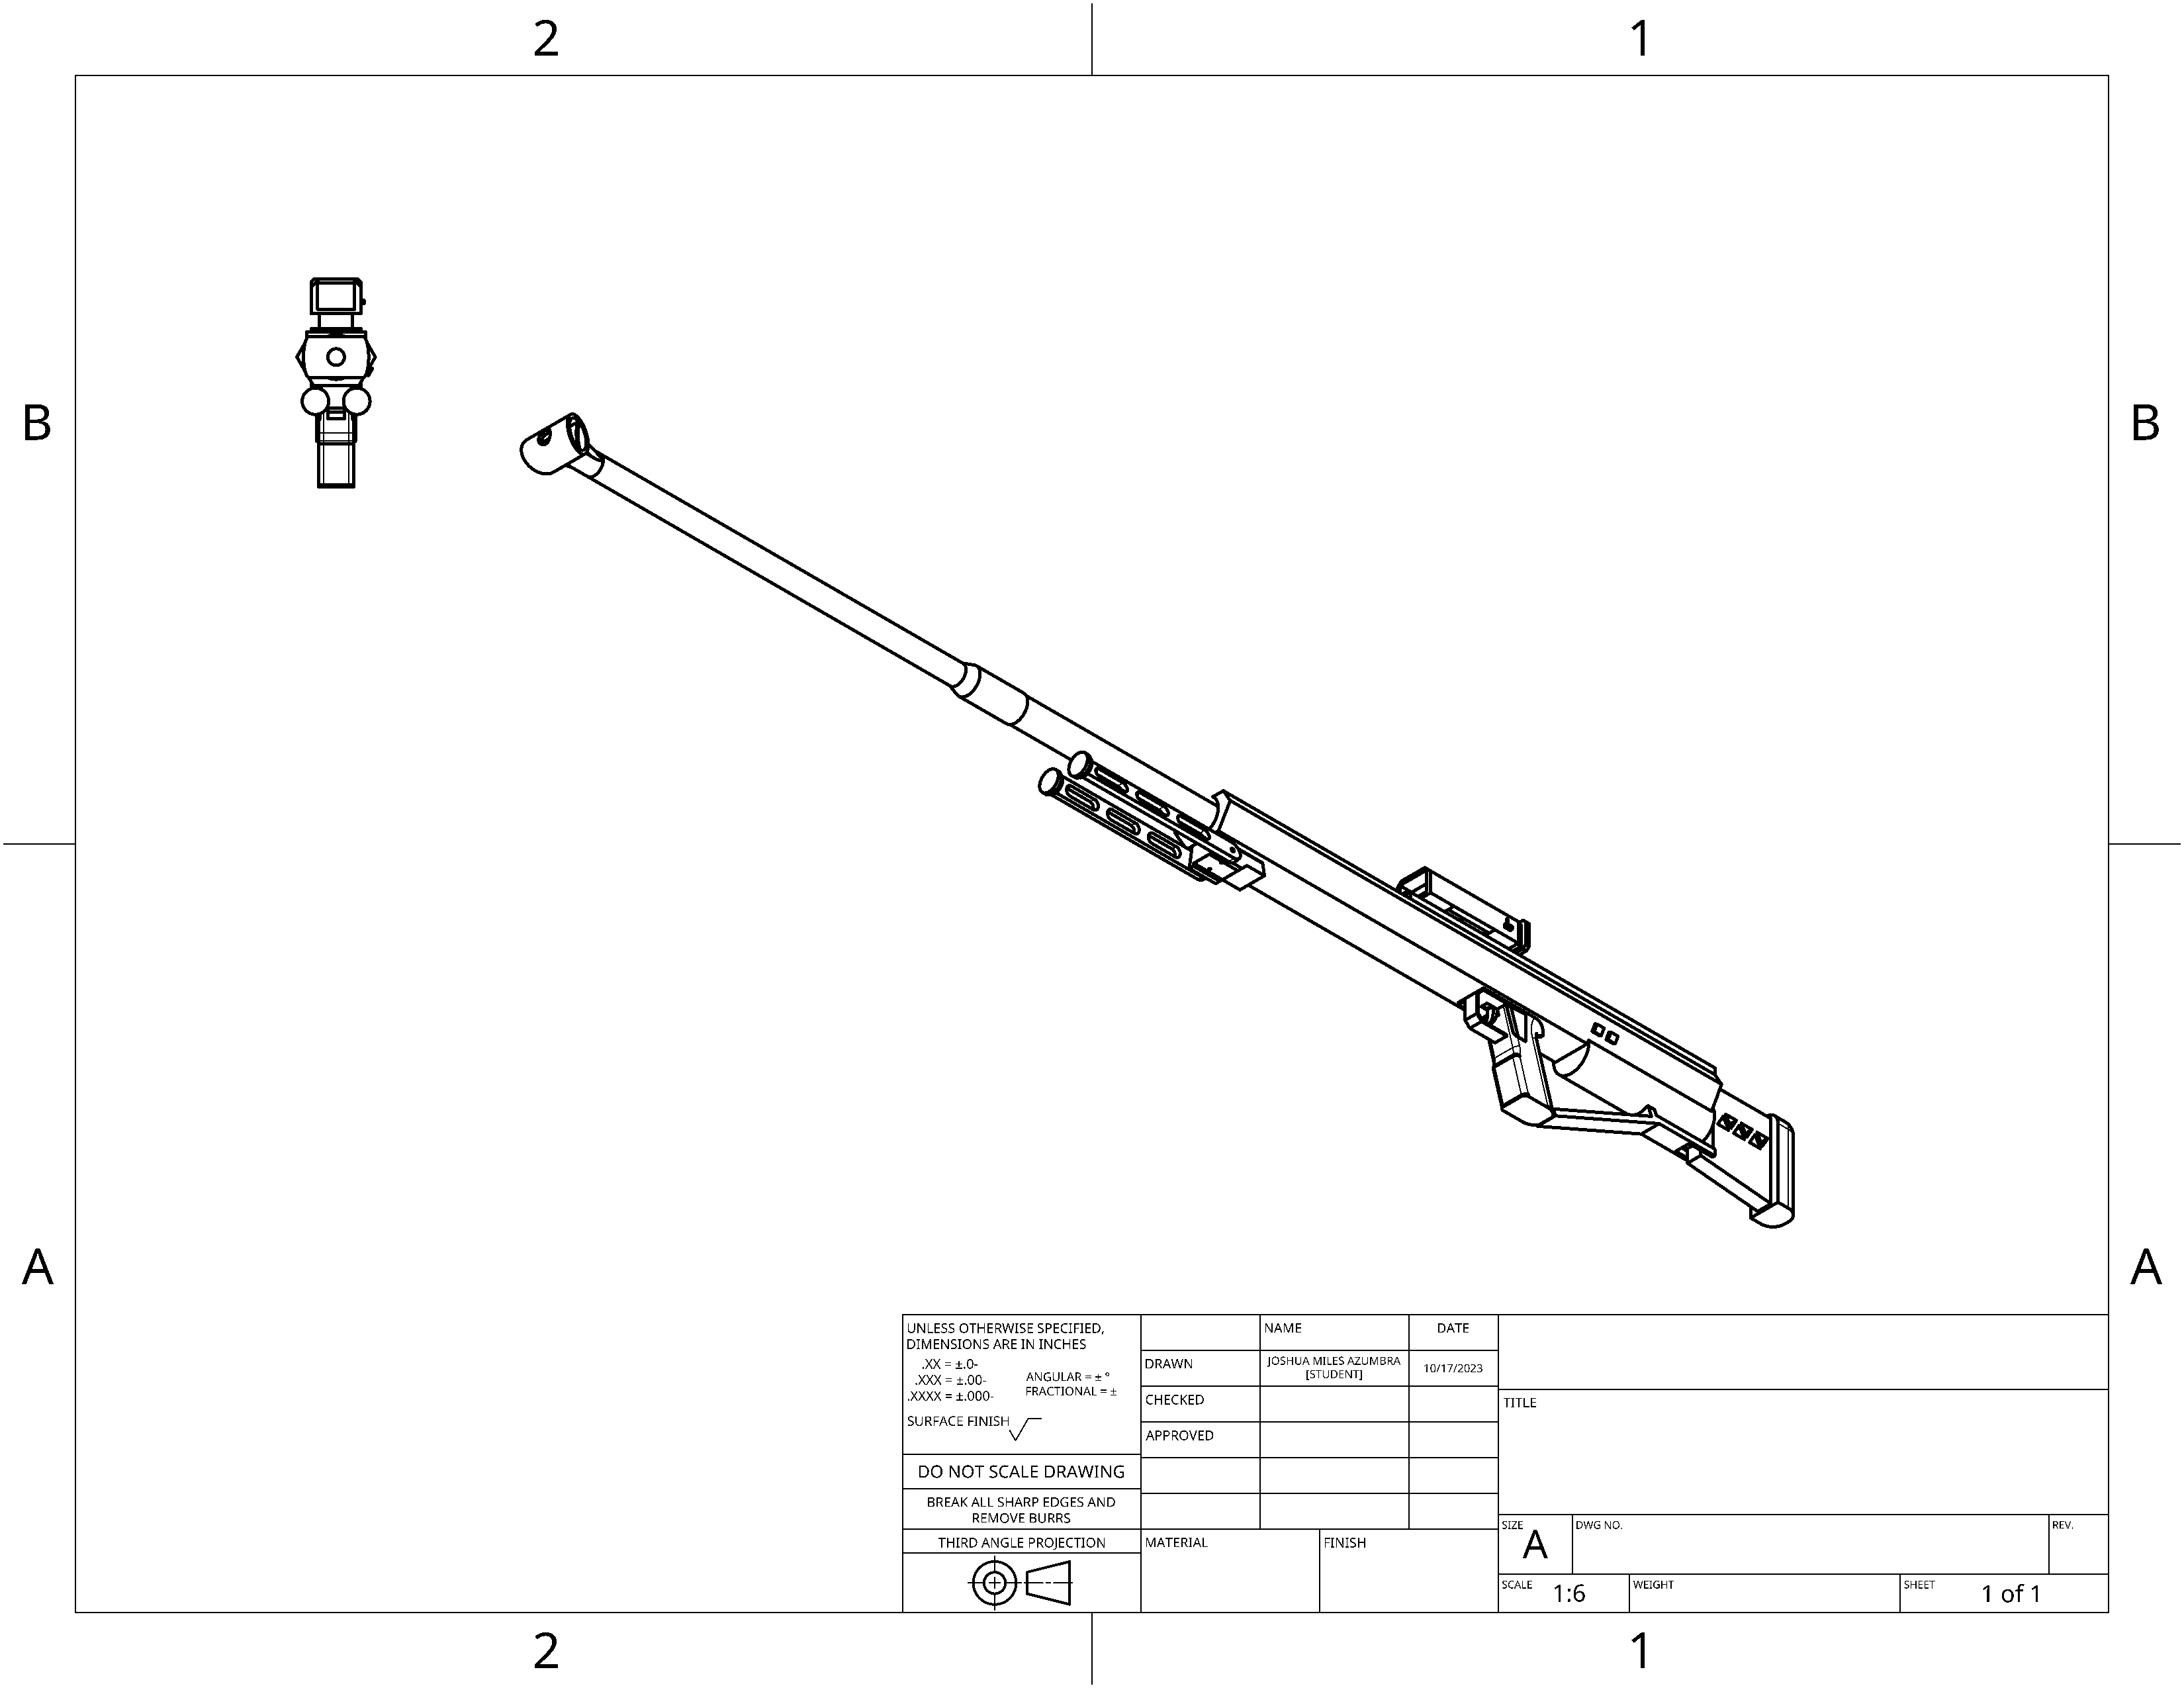 2 1
B B
A A
UNLESS OTHERWISE SPECIFIED,
DIMENSIONS ARE IN INCHES
.XX = ±.0-
.XXX = ±.00-
.XXXX = ±.000-
ANGULAR = ± °
FRACTIONAL = ±
SURFACE FINISH
DO NOT SCALE DRAWING
BREAK ALL SHARP EDGES AND
REMOVE BURRS
THIRD ANGLE PROJECTION
NAME DATE
DRAWN JOSHUA MILES AZUMBRA
[STUDENT] 10/17/2023
CHECKED
APPROVED
MATERIAL FINISH
TITLE
SIZE A DWG NO. REV.
SCALE 1:6 WEIGHT SHEET 1 of 1
2 1